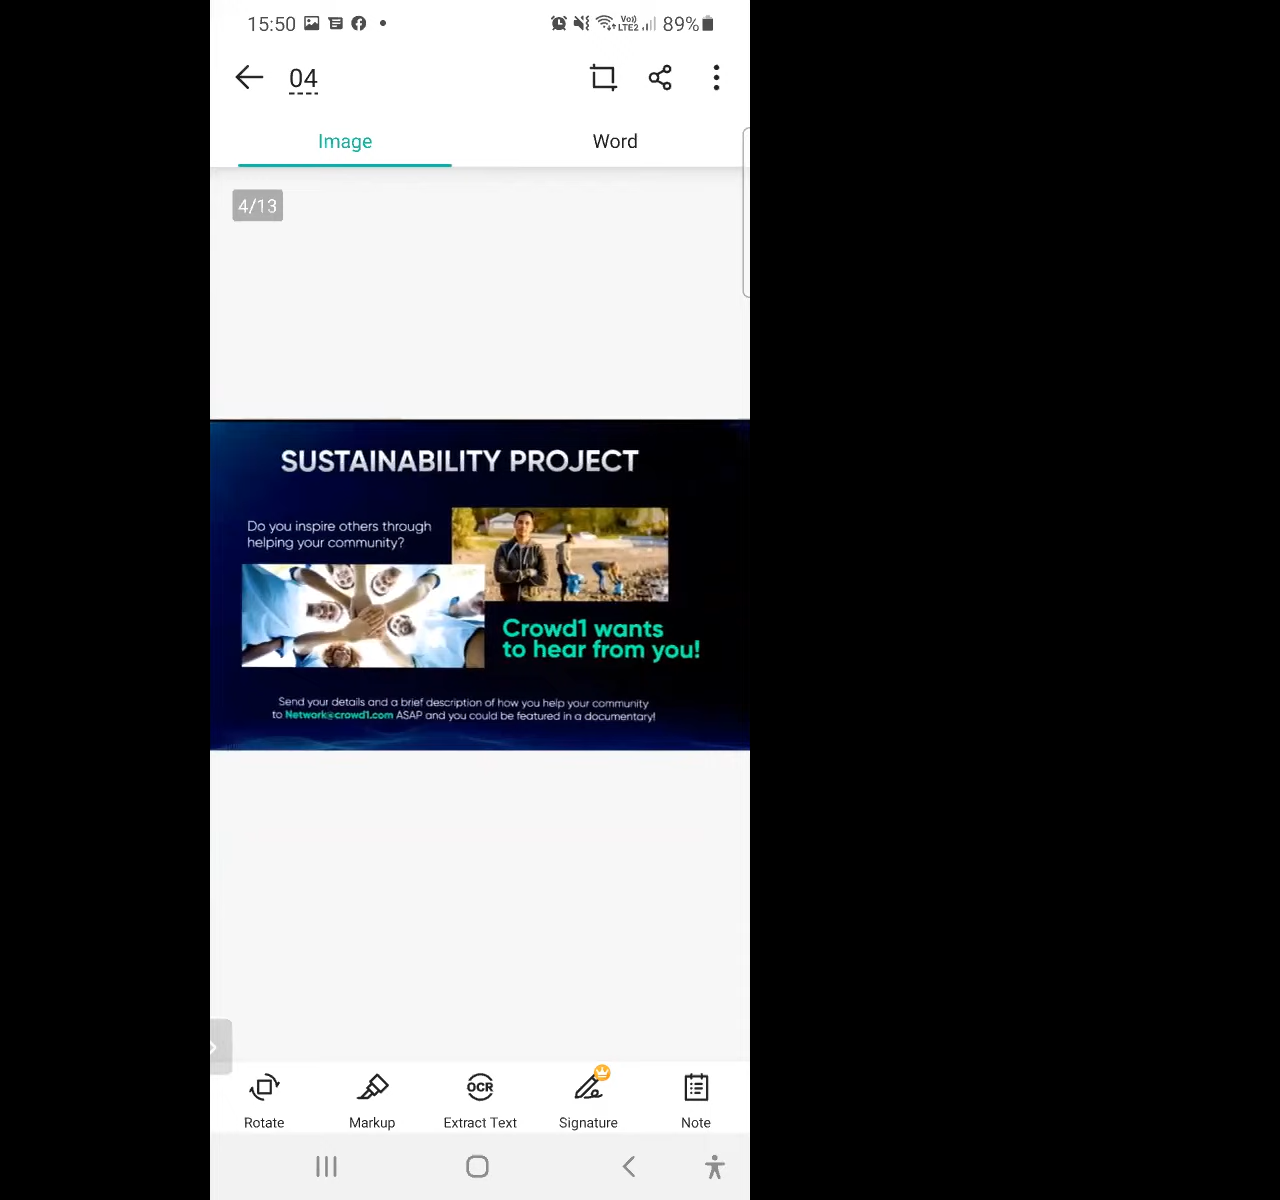 15:50
Vo)) LTE2
89%
04
Image
Word
4/13
SUSTAINABILITY PROJECT
Do you inspire others through
helping your community?
Crowd1 wants
to hear from you!
Send your details and a brief description of how you help your community
to Network@crowd1.com ASAP and you could be featured in a documentary!
OCR
Rotate
Markup
Extract Text
Signature
Note